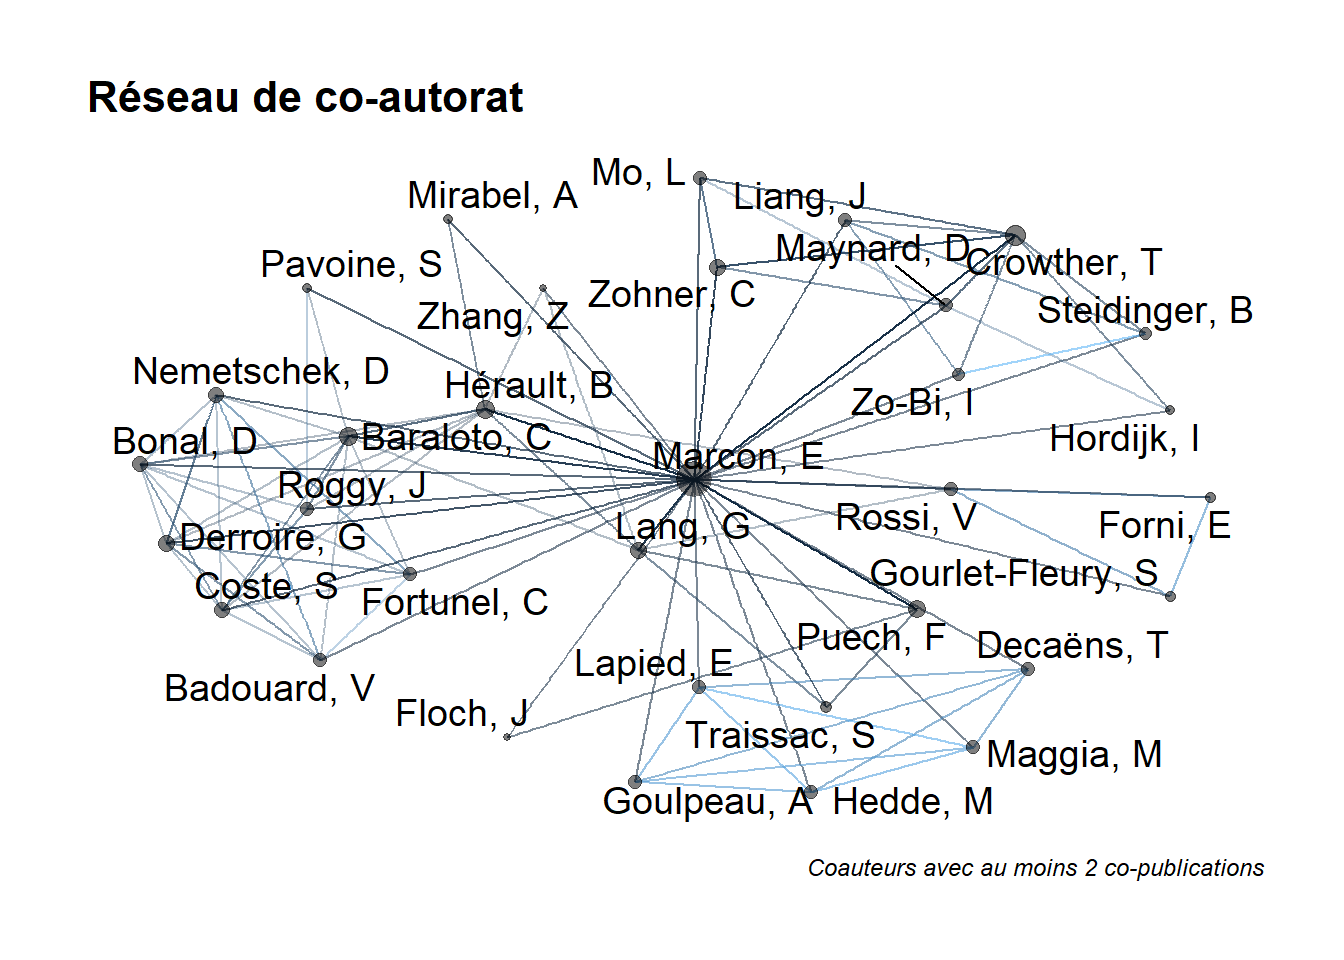 Réseau de co-autorat
Mo, L
Mirabel, A
Liang, J
Maynard, D
Crowther, T
Pavoine, S
Zohner, C
Steidinger, B
Zhang, Z
Nemetschek, D
Hérault, B
Zo-Bi, I
Bonal, D
Baraloto, C
Hordijk, I
Marcon, E
Roggy, J
Rossi, V
Forni, E
Lang, G
Derroire, G
Coste, S
Gourlet-Fleury, S
Fortunel, C
Puech, F
Decaëns, T
Lapied, E
Badouard, V
Floch, J
Traissac, S
Maggia, M
Goulpeau, A
Hedde, M
Coauteurs avec au moins 2 co-publications